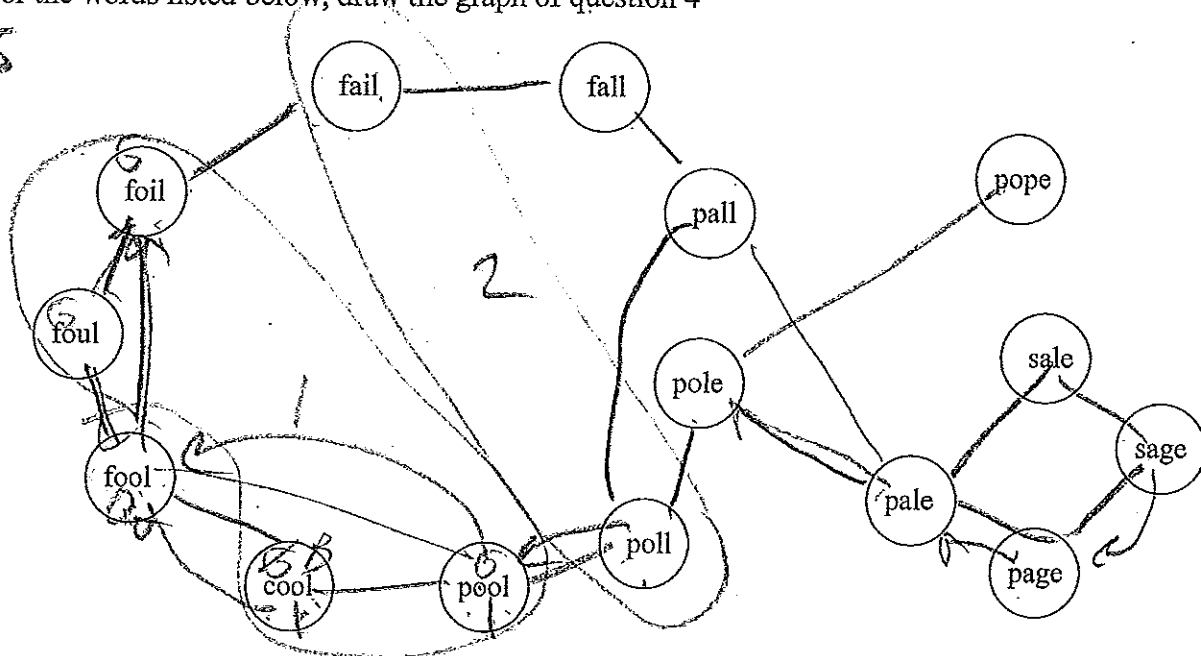 of the words listed below, draw the graph of question 4
fail
fall
foil
pope
pall
2
foul
sale
pole
sage
1
fool
pale
poll
cool
pool
page